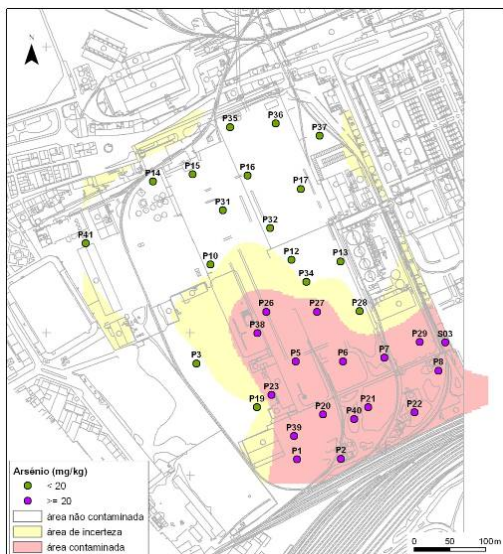 N
P35
P36
P37
P14
P15
P16
P17
P31
P32
P41
P10
P12
P13
P34
P26
P27
P28
P38
P29
S03
P3
P5
P6
P7
P8
P23
P19
P20
P21
P22
P40
P39
P1
P2
Arsénio (mg/kg)
< 20
>= 20
área não contaminada
área de incerteza
área contaminada
0 50 100m